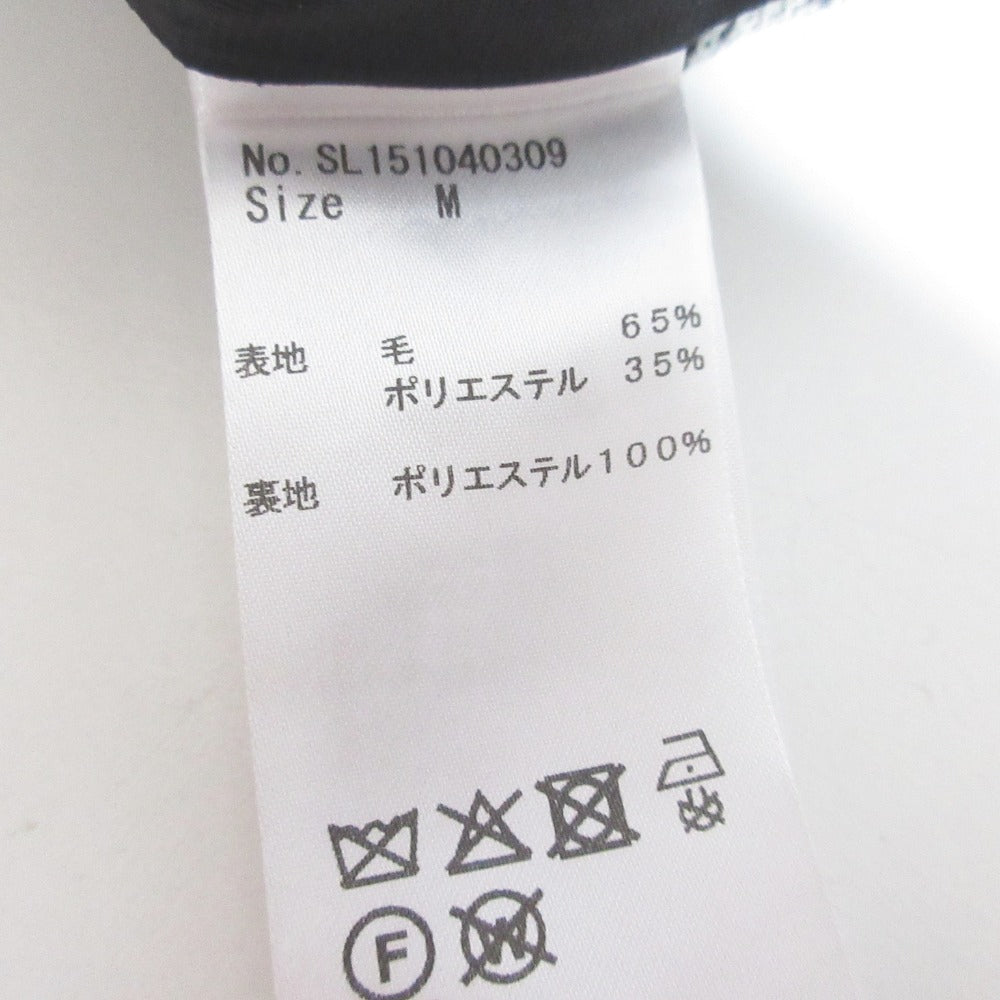 No. SL151040309
Size M
表地 毛 65%
ポリエステル 35%
裏地 ポリエステル100%
F W